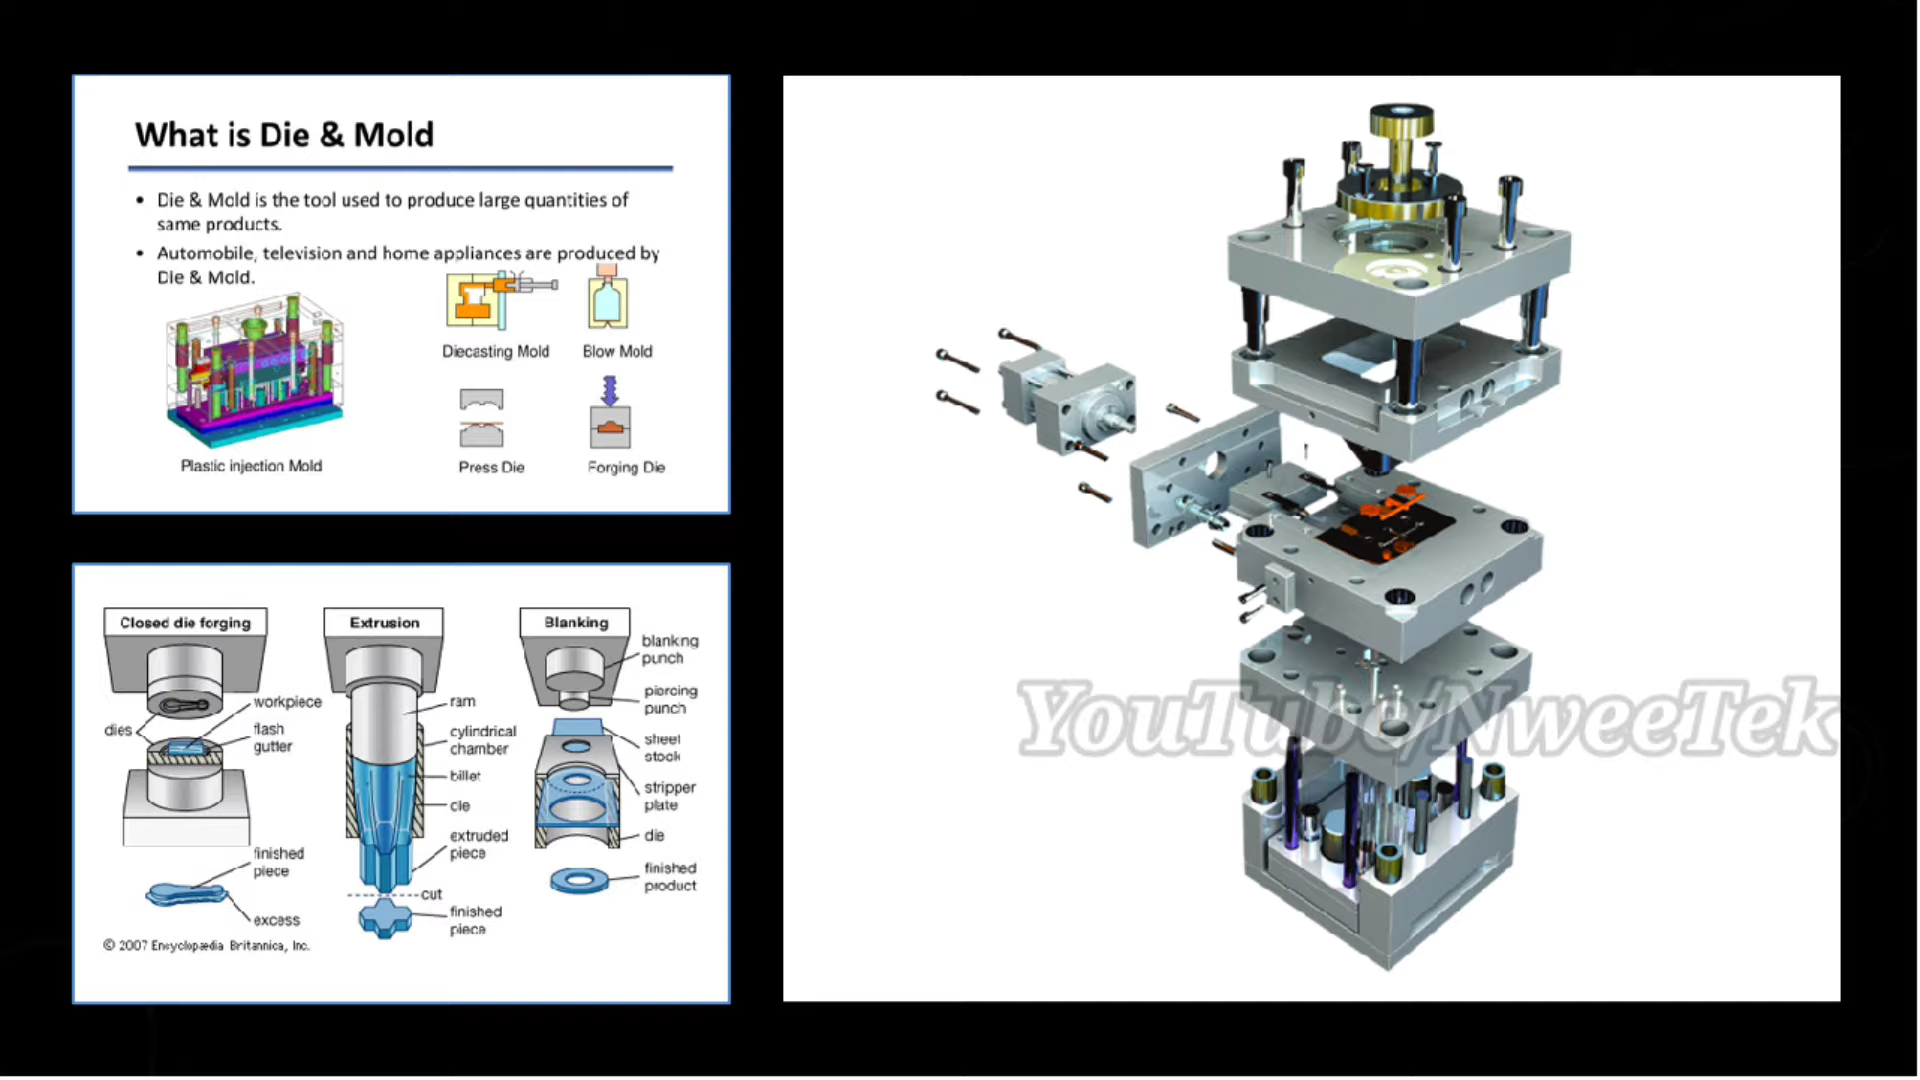 What is Die & Mold
• Die & Mold is the tool used to produce large quantities of
same products.
• Automobile, television and home appliances are produced by
Die & Mold.
Diecasting Mold
Blow Mold
Plastic injection Mold
Press Die
Forging Die
Closed die forging
workpiece
dies
flash
gutter
finished
piece
excess
Extrusion
ram
cylindrical
chamber
billet
die
extruded
piece
cut
finished
piece
Blanking
blanking
punch
piercing
punch
sheet
stock
stripper
plate
die
finished
product
© 2007 Encyclopædia Britannica, Inc.
YouTube/NweeTek